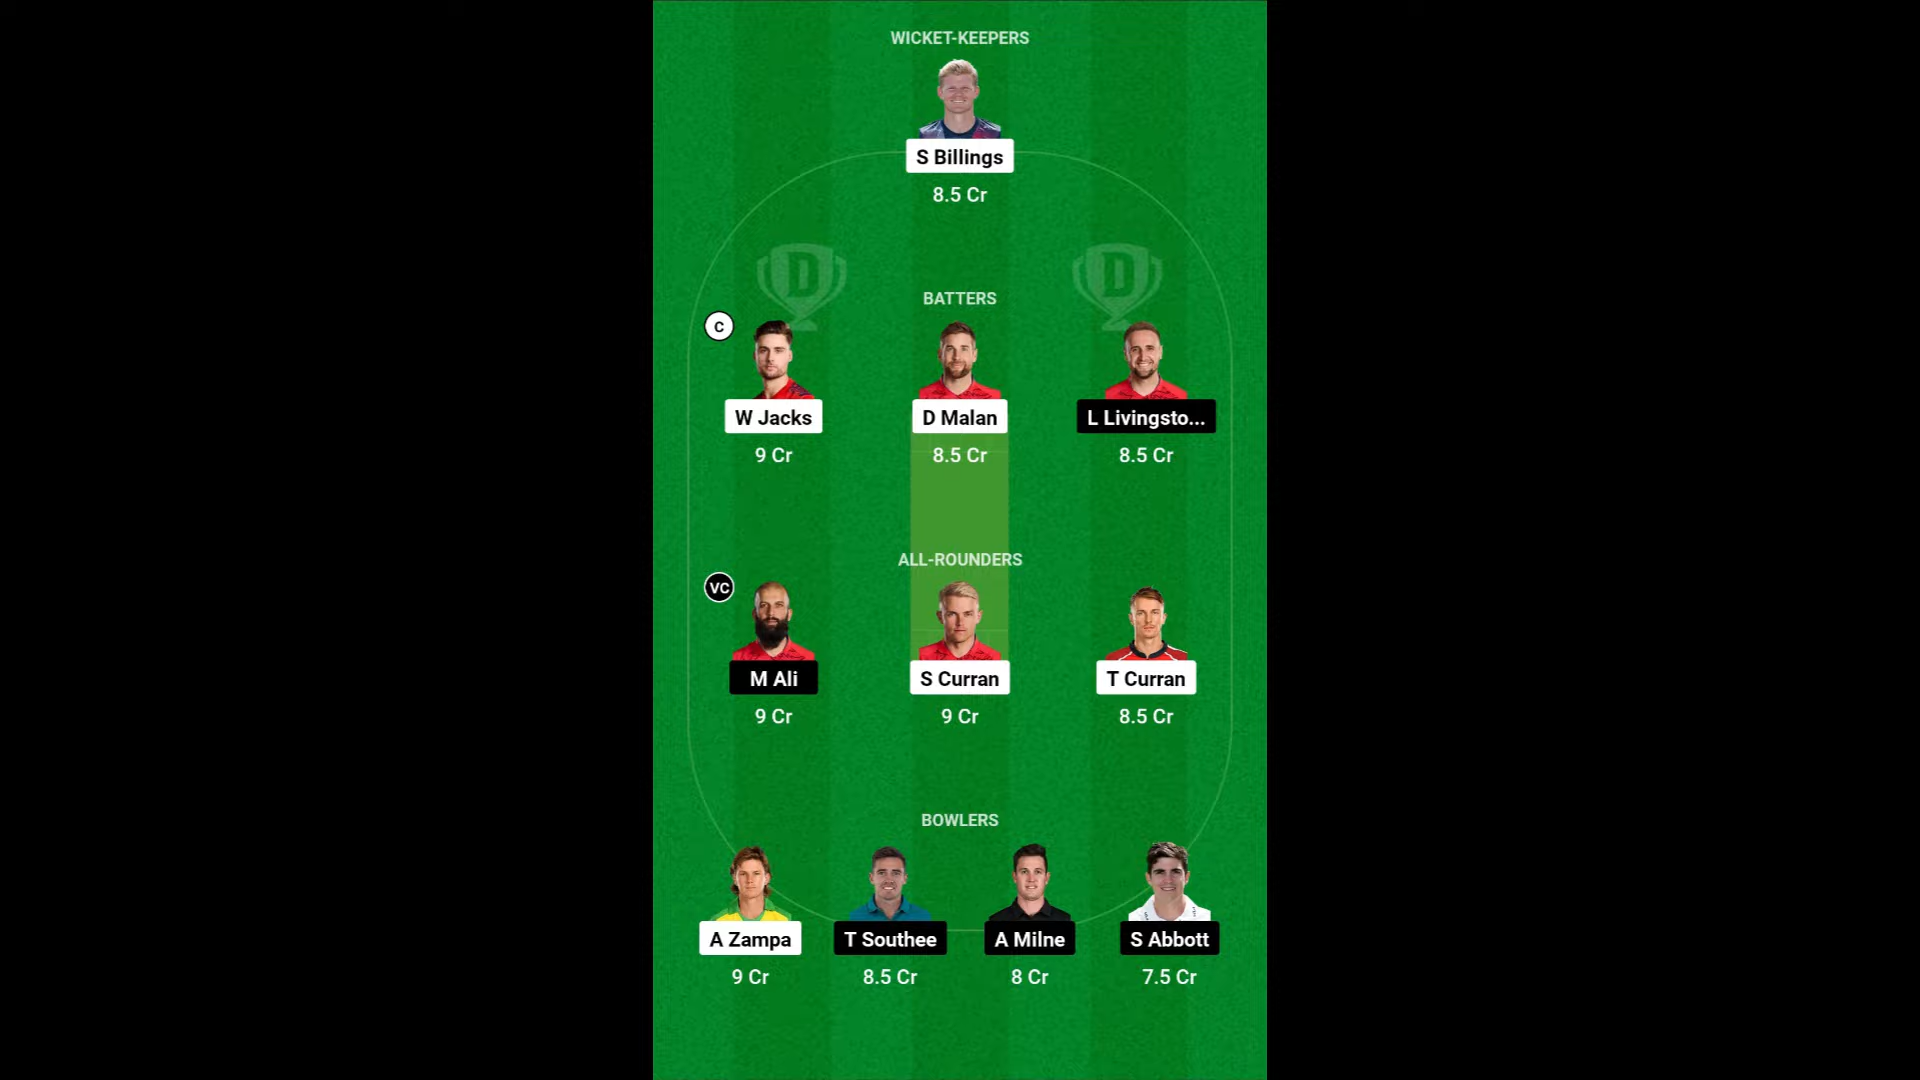 WICKET-KEEPERS
S Billings
8.5 Cr
D
D
BATTERS
C
W Jacks
D Malan
L Livingsto...
9 Cr
8.5 Cr
8.5 Cr
ALL-ROUNDERS
VC
M Ali
S Curran
T Curran
9 Cr
9 Cr
8.5 Cr
BOWLERS
A Zampa
T Southee
A Milne
S Abbott
9 Cr
8.5 Cr
8 Cr
7.5 Cr